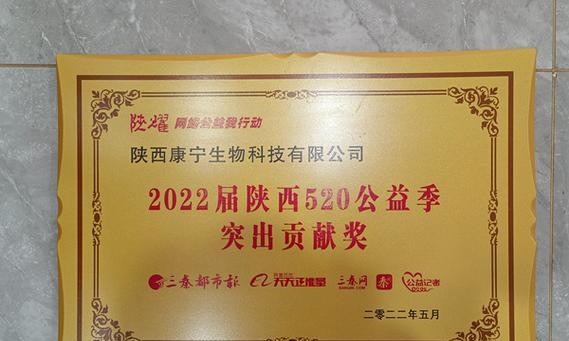 陕耀 网络公益我行动
陕西康宁生物科技有限公司
2022届陕西520公益季
突出贡献奖
三秦都市报 天天正能量 三秦网 秦 公益记者
二零二二年五月